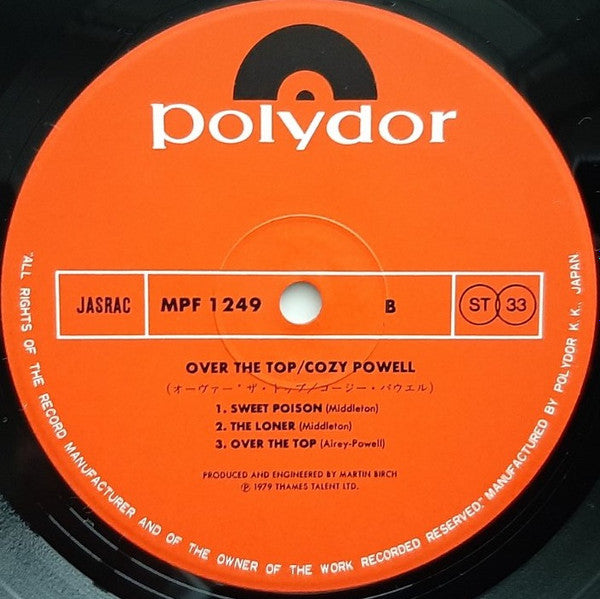 polydor
JASRAC MPF 1249 B ST 33
OVER THE TOP/COZY POWELL
(オーヴァー・ザ・トップ/コージー・パウエル)
1. SWEET POISON (Middleton)
2. THE LONER (Middleton)
3. OVER THE TOP (Airey-Powell)
PRODUCED AND ENGINEERED BY MARTIN BIRCH
℗ 1979 THAMES TALENT LTD.
"ALL RIGHTS OF THE RECORD MANUFACTURER AND OF THE OWNER OF THE WORK RECORDED RESERVED." MANUFACTURED BY POLYDOR K.K., JAPAN.